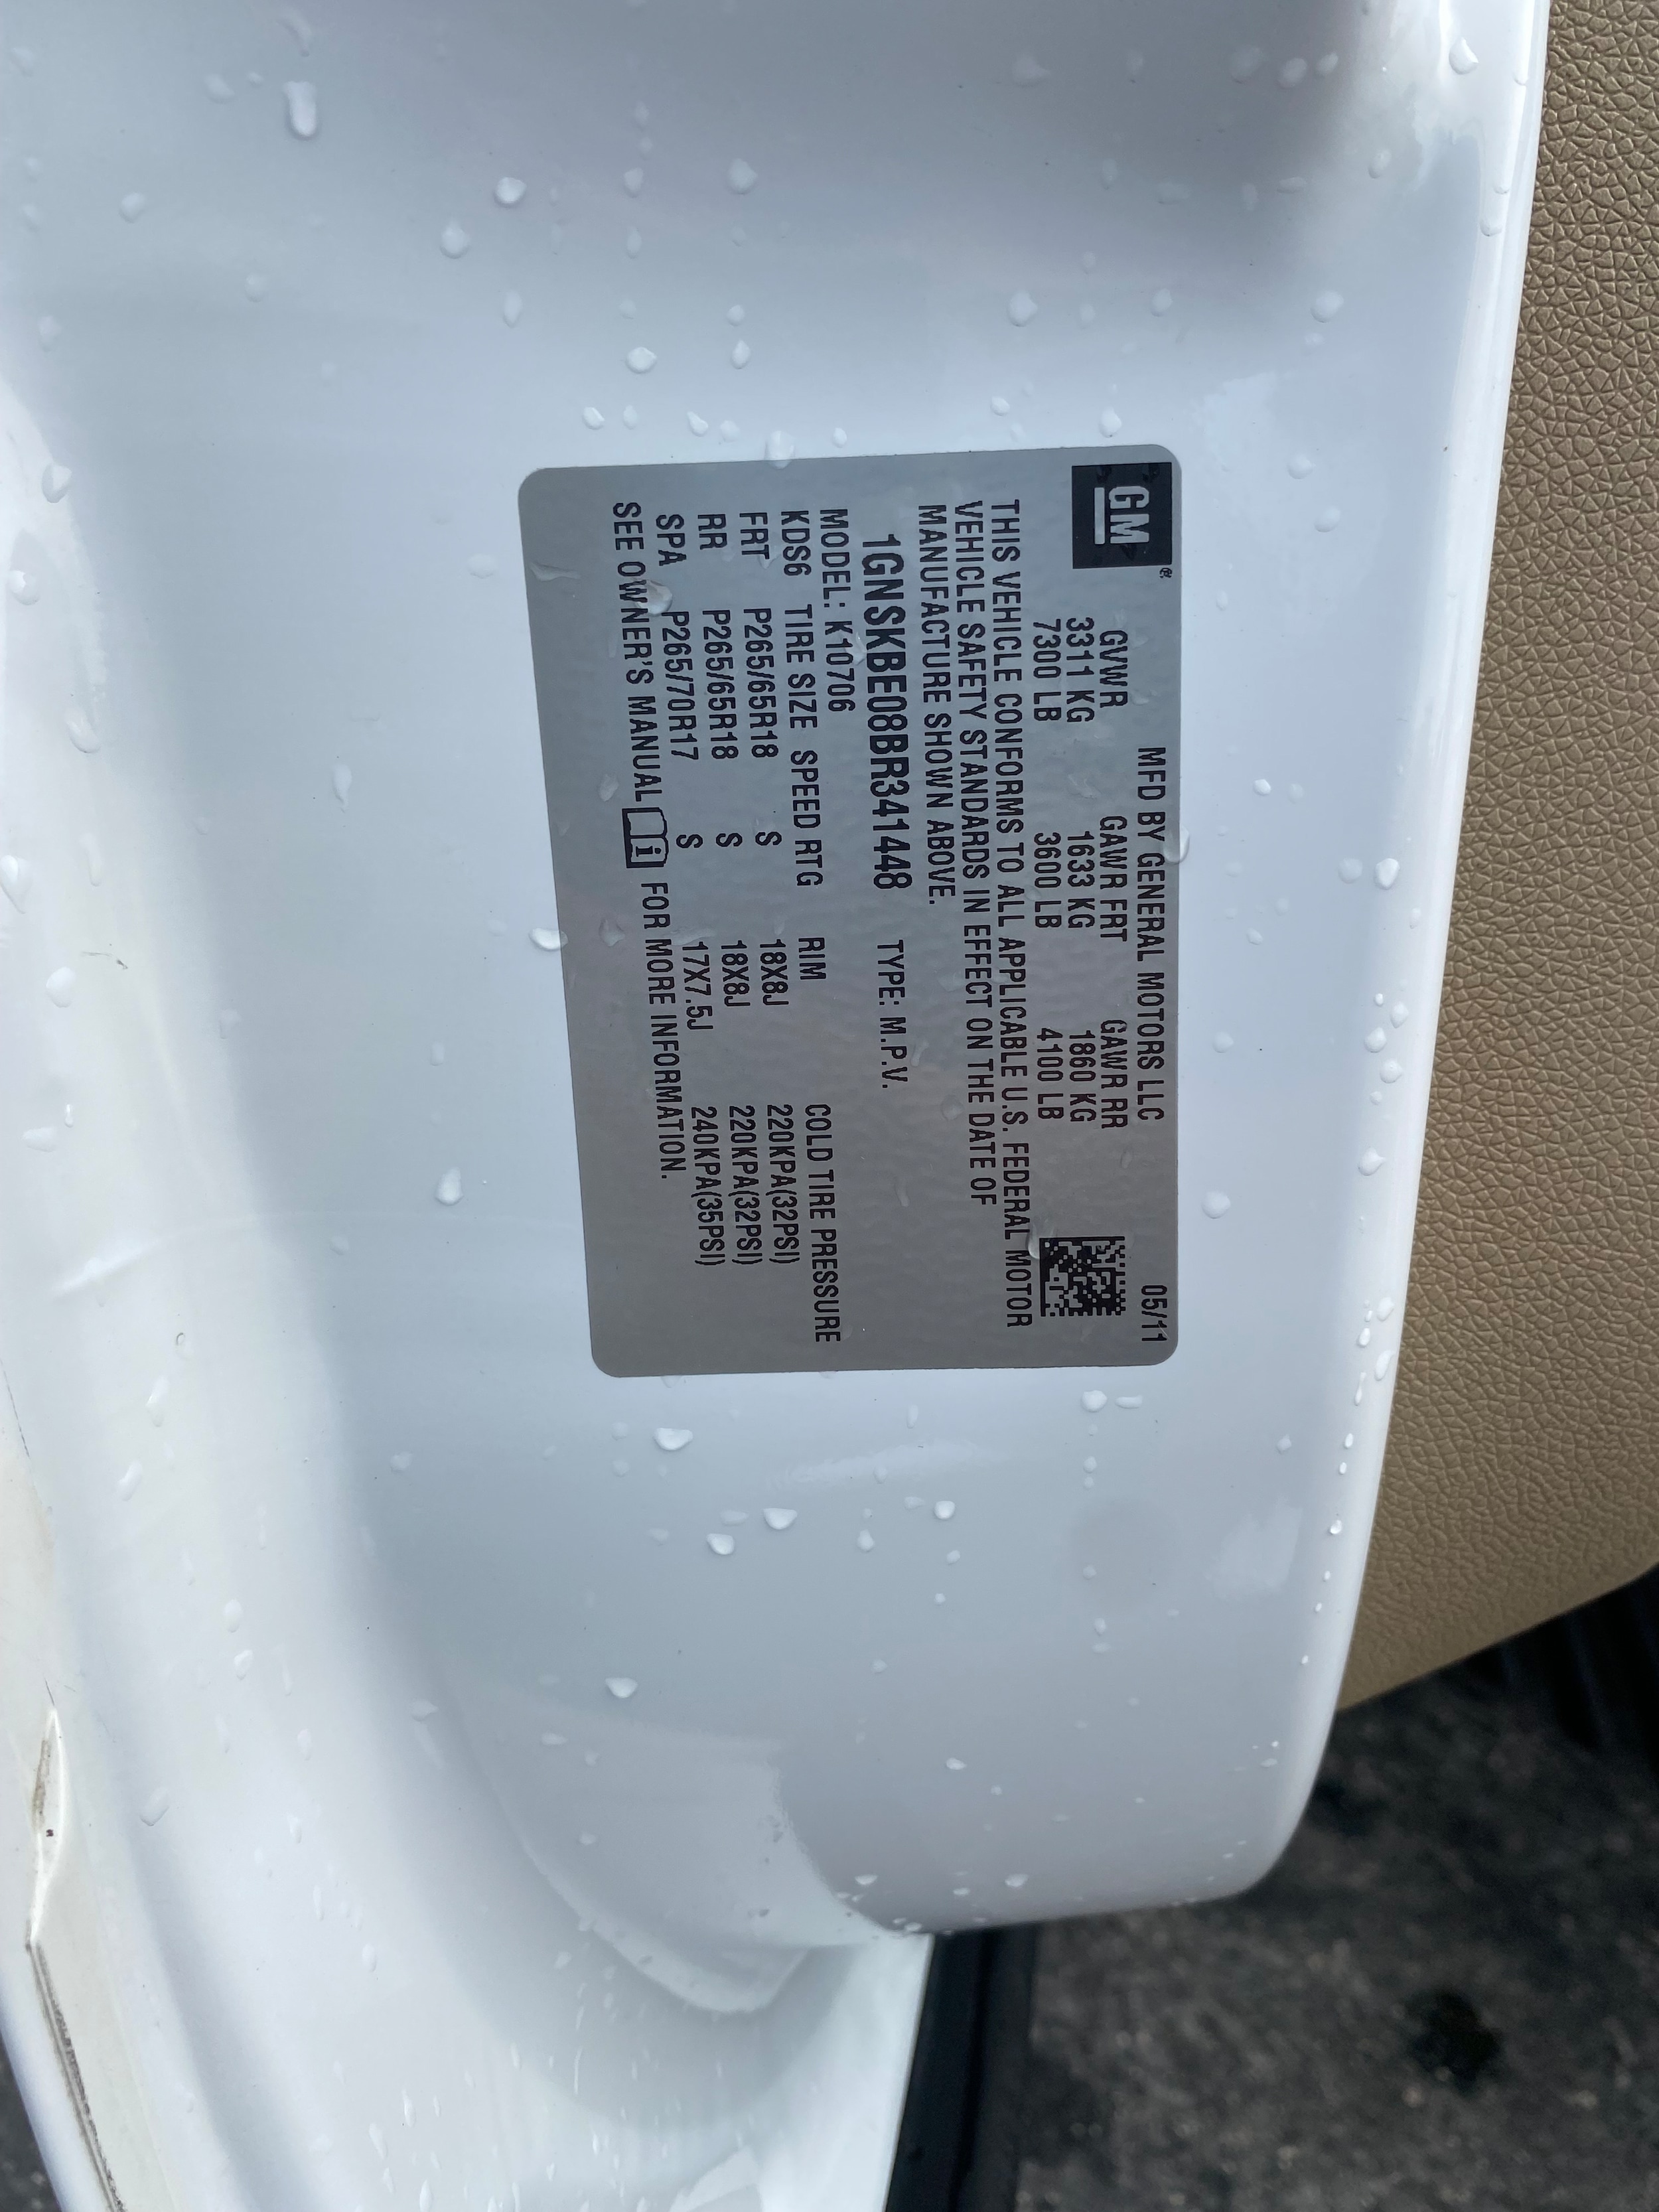 GM®
MFD BY GENERAL MOTORS LLC 05/11
GVWR GAWR FRT GAWR RR
3311 KG 1633 KG 1860 KG
7300 LB 3600 LB 4100 LB
THIS VEHICLE CONFORMS TO ALL APPLICABLE U.S. FEDERAL MOTOR
VEHICLE SAFETY STANDARDS IN EFFECT ON THE DATE OF
MANUFACTURE SHOWN ABOVE.
1GNSKBE08BR341448 TYPE: M.P.V.
MODEL: K10706
KDS6 TIRE SIZE SPEED RTG RIM COLD TIRE PRESSURE
FRT P265/65R18 S 18X8J 220KPA(32PSI)
RR P265/65R18 S 18X8J 220KPA(32PSI)
SPA P265/70R17 S 17X7.5J 240KPA(35PSI)
SEE OWNER'S MANUAL i FOR MORE INFORMATION.